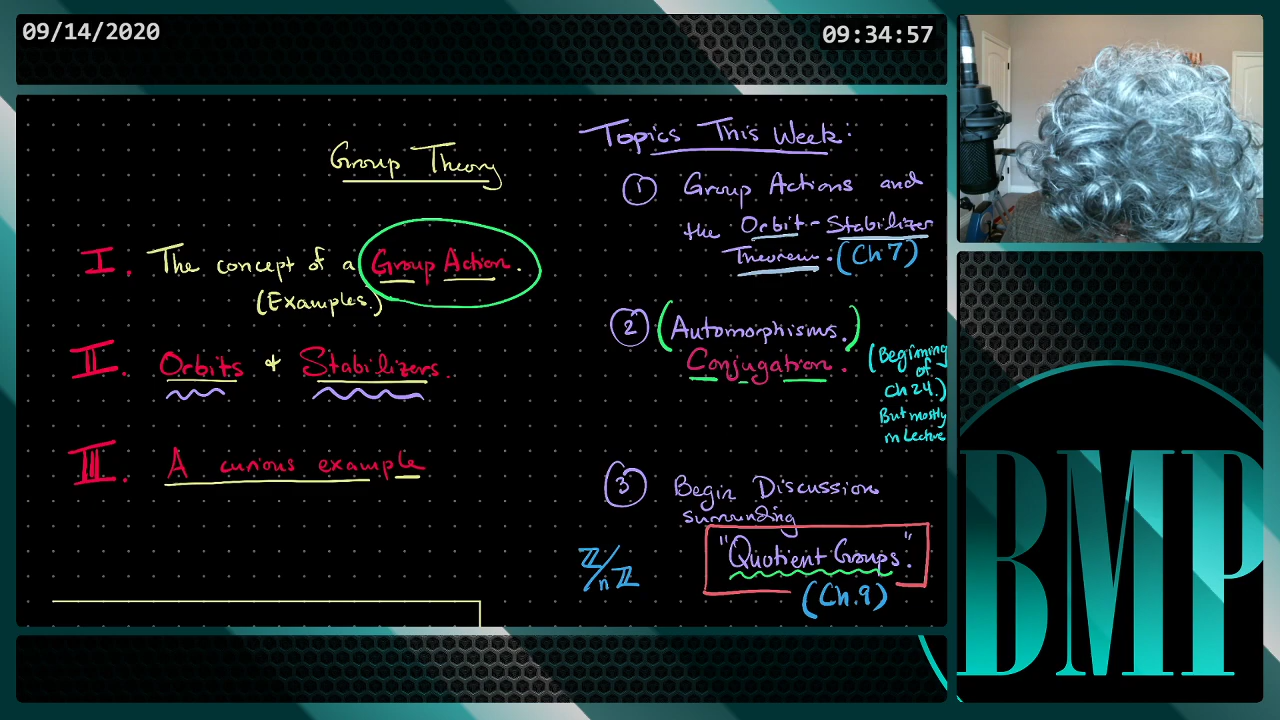 09/14/2020
09:34:57
Group Theory
I. The concept of a Group Action.
(Examples.)
II. Orbits & Stabilizers.
III. A curious example
Topics This Week:
① Group Actions and
the Orbit-Stabilizer
Theorem. (Ch 7)
② (Automorphisms.)
Conjugation.
(Beginning
of
Ch 24.)
But mostly
in Lecture
③ Begin Discussion
surrounding
"Quotient Groups".
(Ch. 9)
ℤ/nℤ
BMP